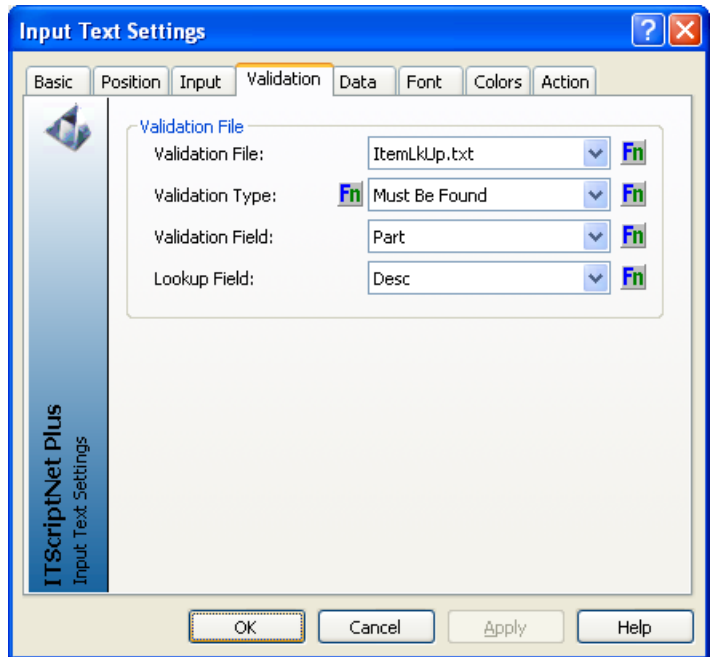 Input Text Settings
Basic Position Input Validation Data Font Colors Action
Validation File
Validation File: ItemLkUp.txt Fn
Validation Type: Fn Must Be Found Fn
Validation Field: Part Fn
Lookup Field: Desc Fn
ITScriptNet Plus
Input Text Settings
OK Cancel Apply Help